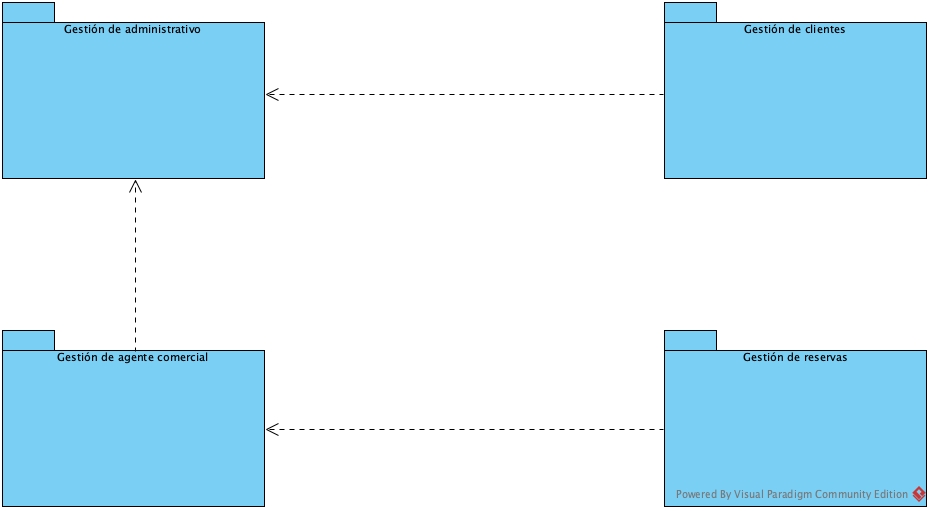 Gestión de administrativo
Gestión de clientes
Gestión de agente comercial
Gestión de reservas
Powered By Visual Paradigm Community Edition